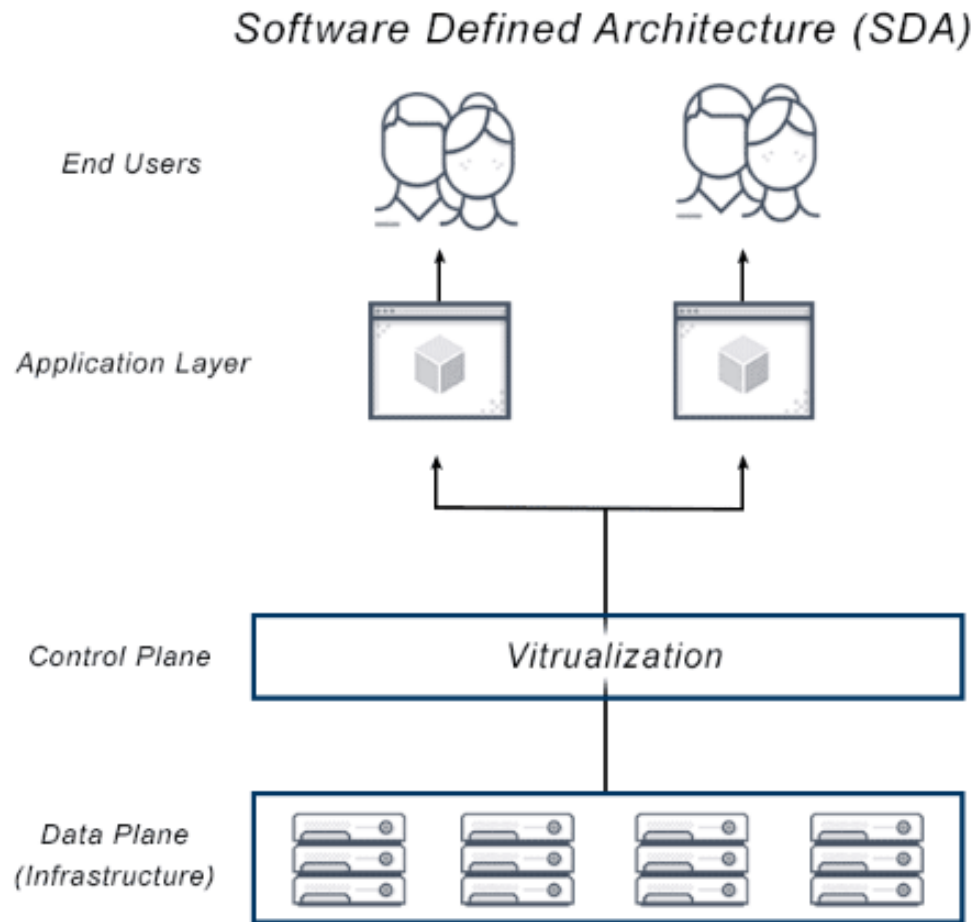 Software Defined Architecture (SDA)
End Users
Application Layer
Control Plane
Vitrualization
Data Plane
(Infrastructure)